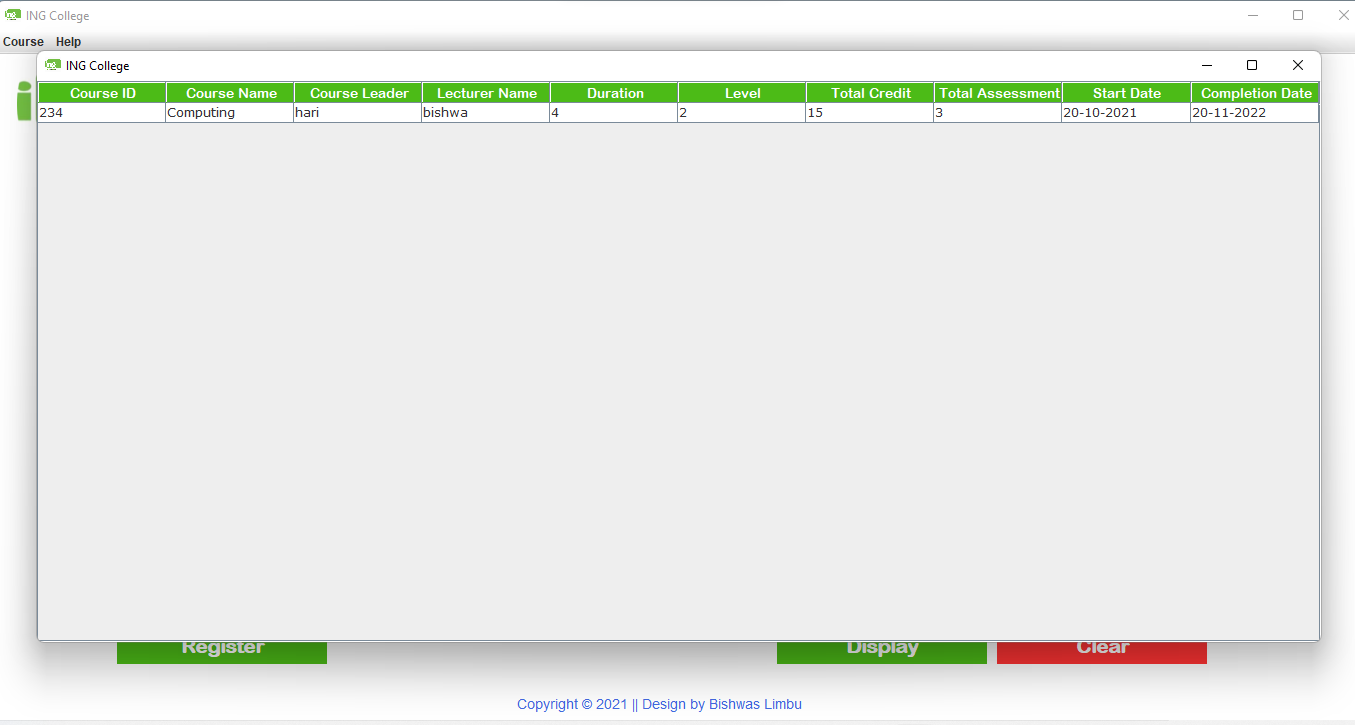 ING College
Course Help
ING College
Course ID Course Name Course Leader Lecturer Name Duration Level Total Credit Total Assessment Start Date Completion Date
234 Computing hari bishwa 4 2 15 3 20-10-2021 20-11-2022
Register Display Clear
Copyright © 2021 || Design by Bishwas Limbu